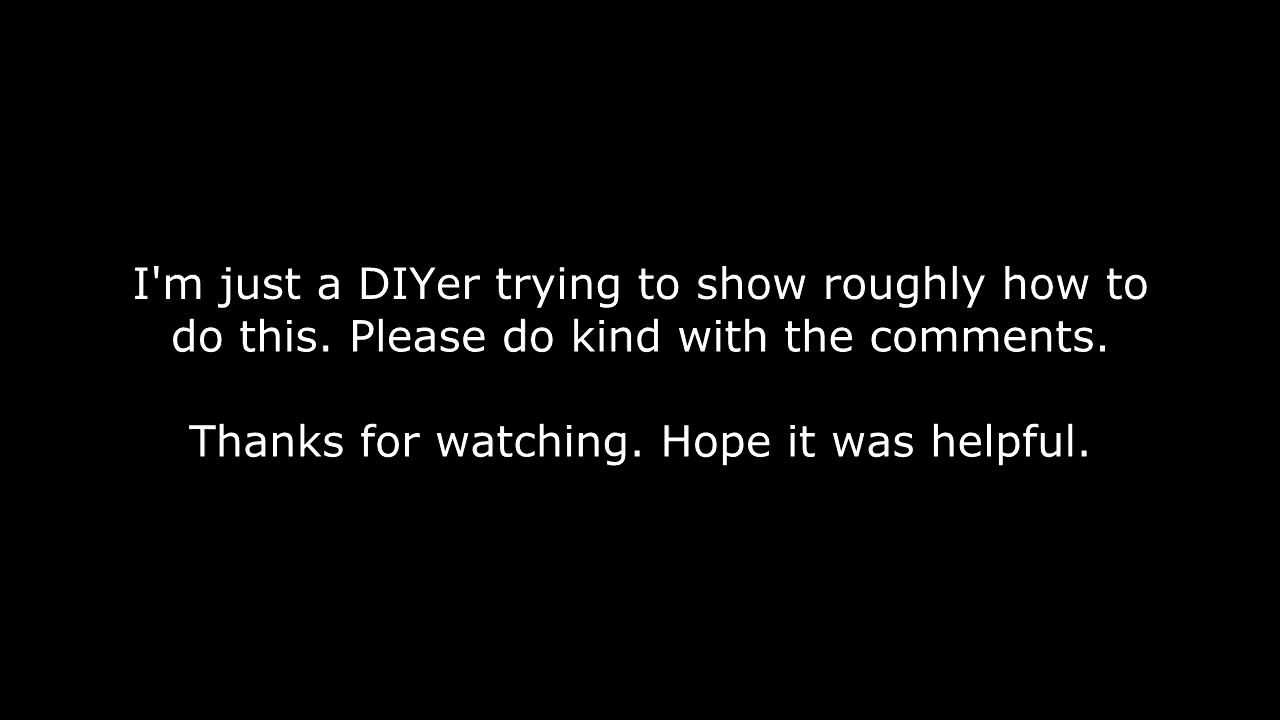 I'm just a DIYer trying to show roughly how to
do this. Please do kind with the comments.
Thanks for watching. Hope it was helpful.